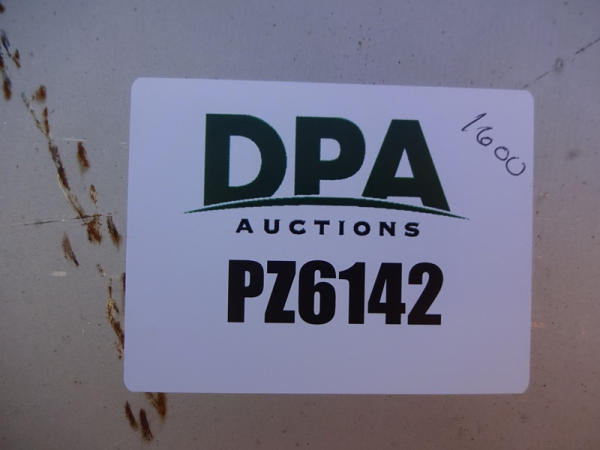 DPA
1600
AUCTIONS
PZ6142